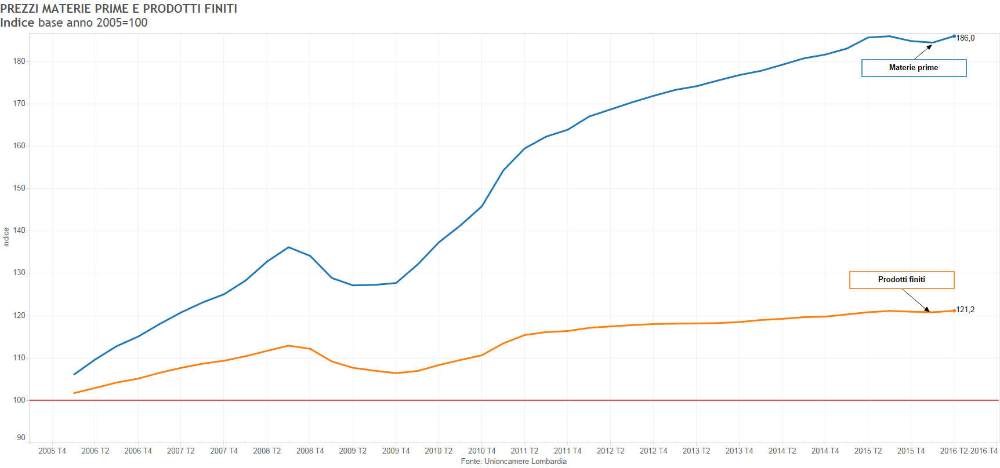 PREZZI MATERIE PRIME E PRODOTTI FINITI
Indice base anno 2005=100
186,0
180
Materie prime
170
160
150
140
indice
130
Prodotti finiti
121,2
120
110
100
90
2005 T4 2006 T2 2006 T4 2007 T2 2007 T4 2008 T2 2008 T4 2009 T2 2009 T4 2010 T2 2010 T4 2011 T2 2011 T4 2012 T2 2012 T4 2013 T2 2013 T4 2014 T2 2014 T4 2015 T2 2015 T4 2016 T2 2016 T4
Fonte: Unioncamere Lombardia